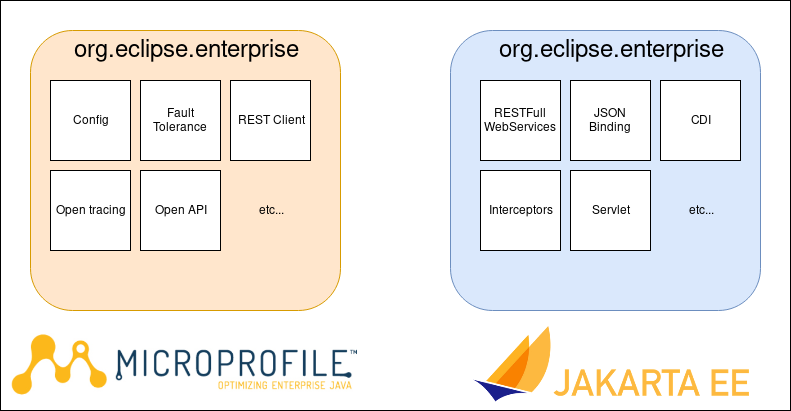 org.eclipse.enterprise
Config
Fault
Tolerance
REST Client
Open tracing
Open API
etc...
MICROPROFILE™
OPTIMIZING ENTERPRISE JAVA
org.eclipse.enterprise
RESTFull
WebServices
JSON
Binding
CDI
Interceptors
Servlet
etc...
JAKARTA EE